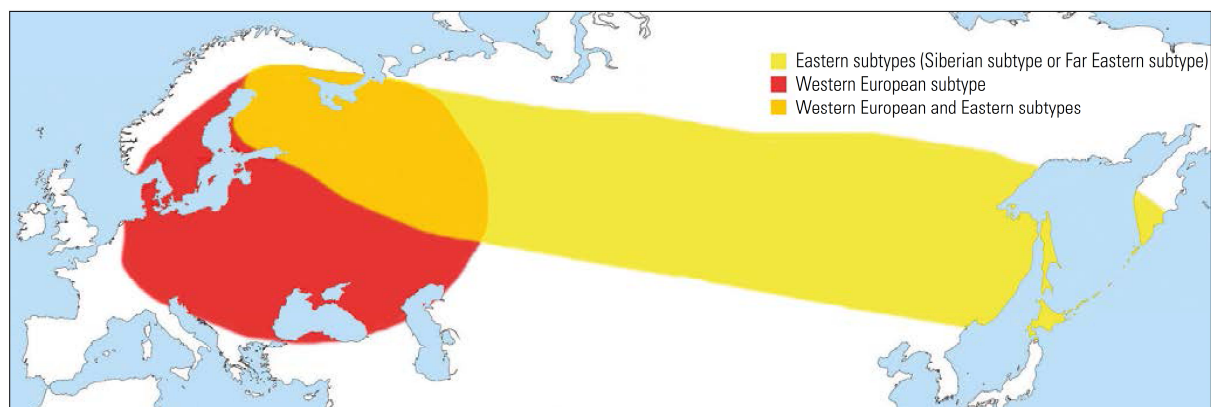 Eastern subtypes (Siberian subtype or Far Eastern subtype)
Western European subtype
Western European and Eastern subtypes